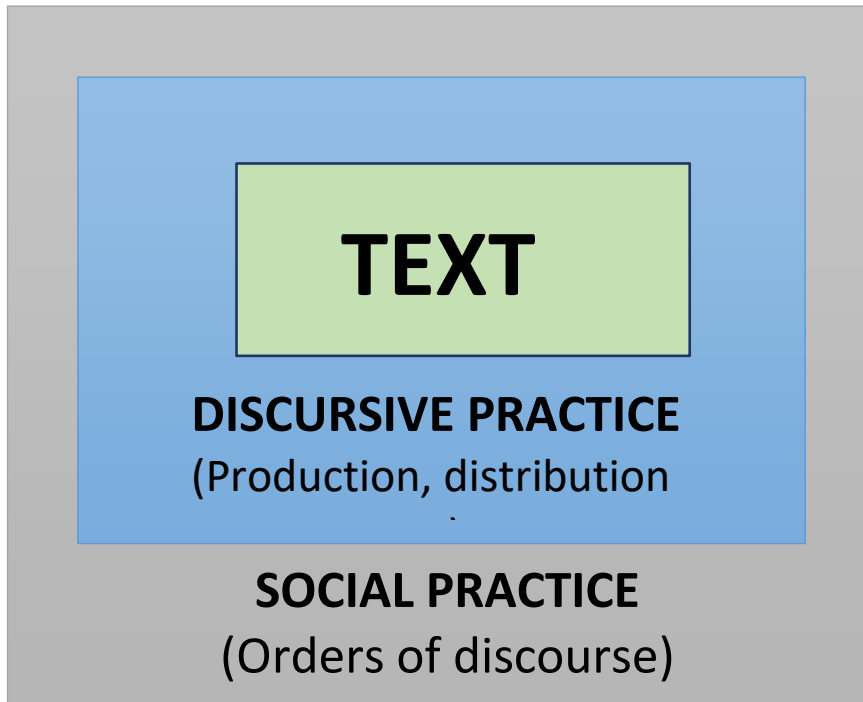 TEXT
DISCURSIVE PRACTICE
(Production, distribution
SOCIAL PRACTICE
(Orders of discourse)